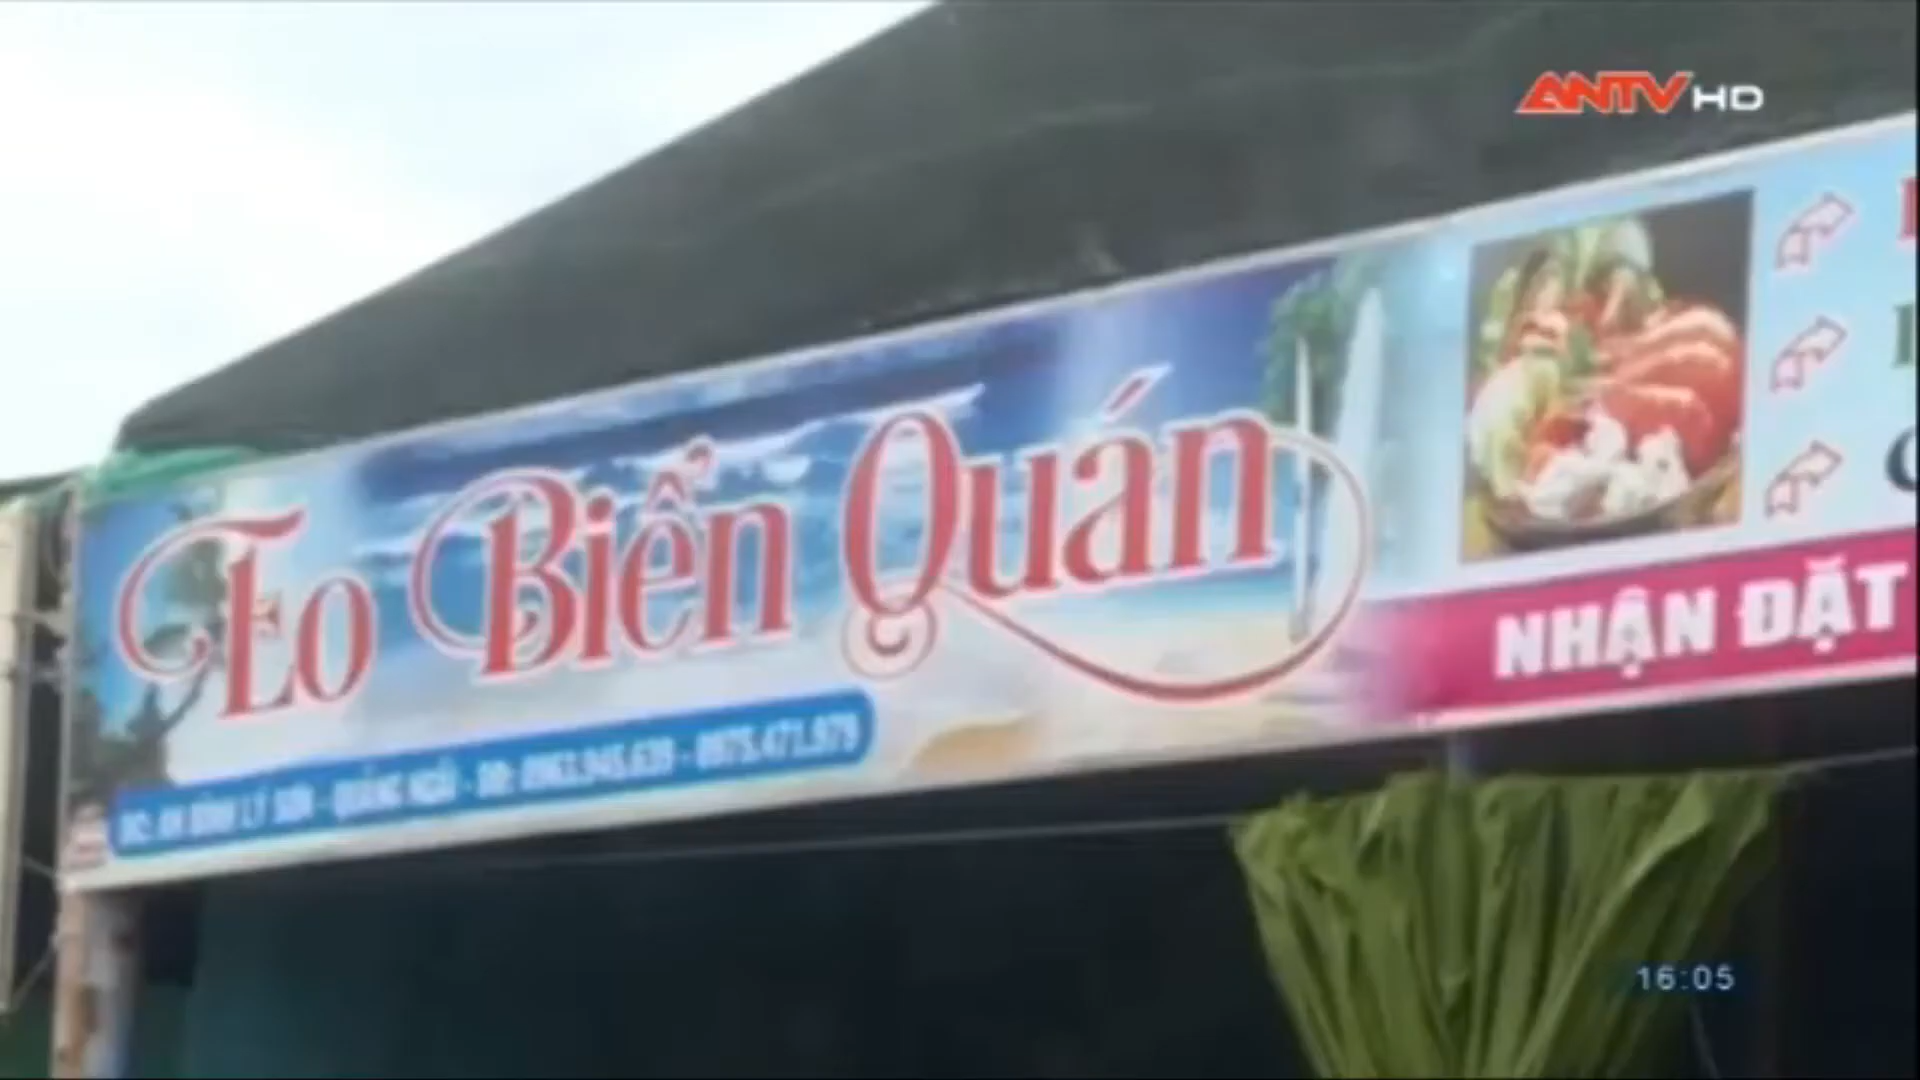 ANTV HD
Eo Biển Quán
ĐC: AN BÌNH LÝ SƠN - QUẢNG NGÃI - ĐT: 0963.945.639 - 0975.471.979
NHẬN ĐẶT
16:05